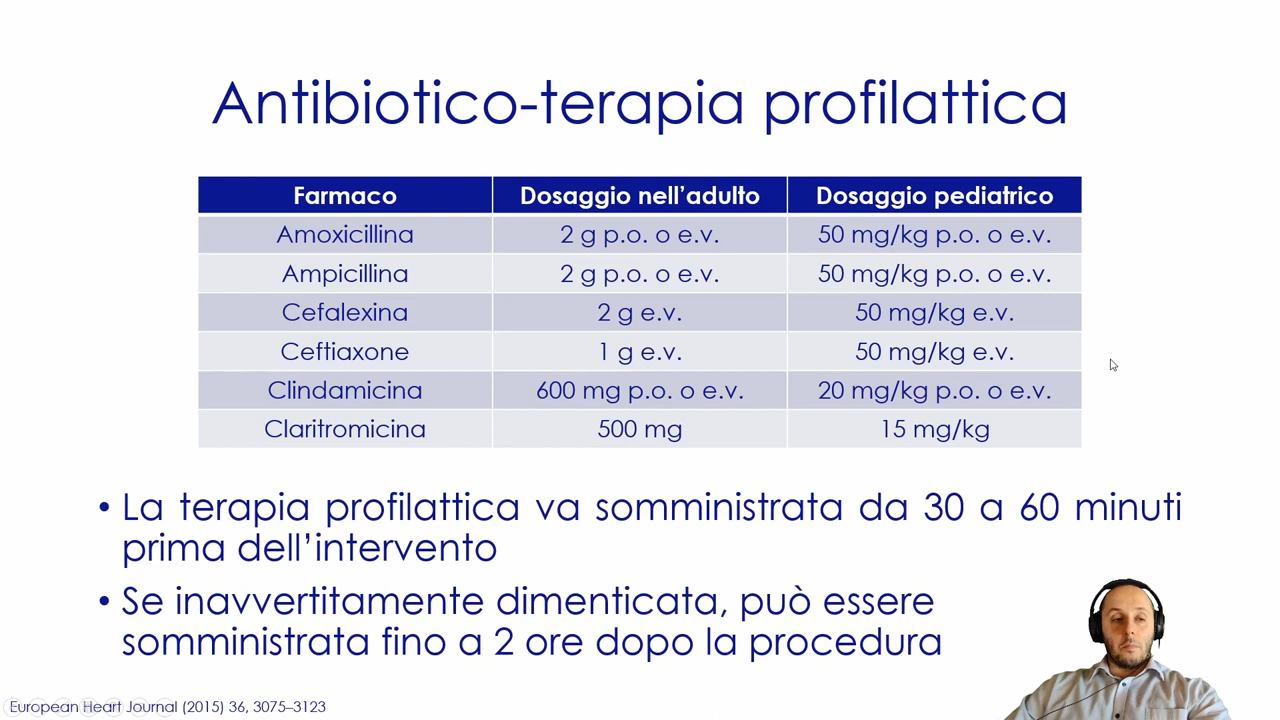 Antibiotico-terapia profilattica
Farmaco Dosaggio nell'adulto Dosaggio pediatrico
Amoxicillina 2 g p.o. o e.v. 50 mg/kg p.o. o e.v.
Ampicillina 2 g p.o. o e.v. 50 mg/kg p.o. o e.v.
Cefalexina 2 g e.v. 50 mg/kg e.v.
Ceftiaxone 1 g e.v. 50 mg/kg e.v.
Clindamicina 600 mg p.o. o e.v. 20 mg/kg p.o. o e.v.
Claritromicina 500 mg 15 mg/kg
• La terapia profilattica va somministrata da 30 a 60 minuti
prima dell'intervento
• Se inavvertitamente dimenticata, può essere
somministrata fino a 2 ore dopo la procedura
European Heart Journal (2015) 36, 3075–3123